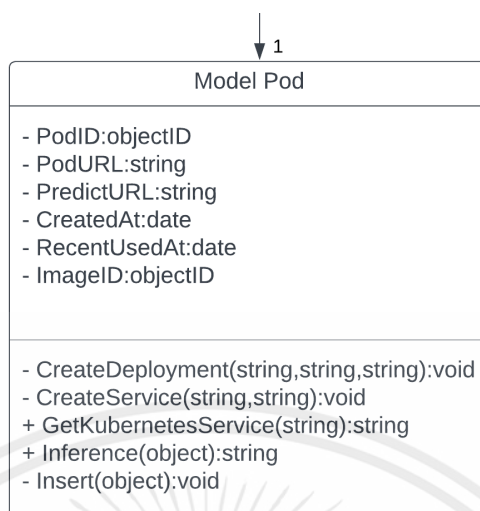 1
Model Pod
- PodID:objectID
- PodURL:string
- PredictURL:string
- CreatedAt:date
- RecentUsedAt:date
- ImageID:objectID
- CreateDeployment(string,string,string):void
- CreateService(string,string):void
+ GetKubernetesService(string):string
+ Inference(object):string
- Insert(object):void